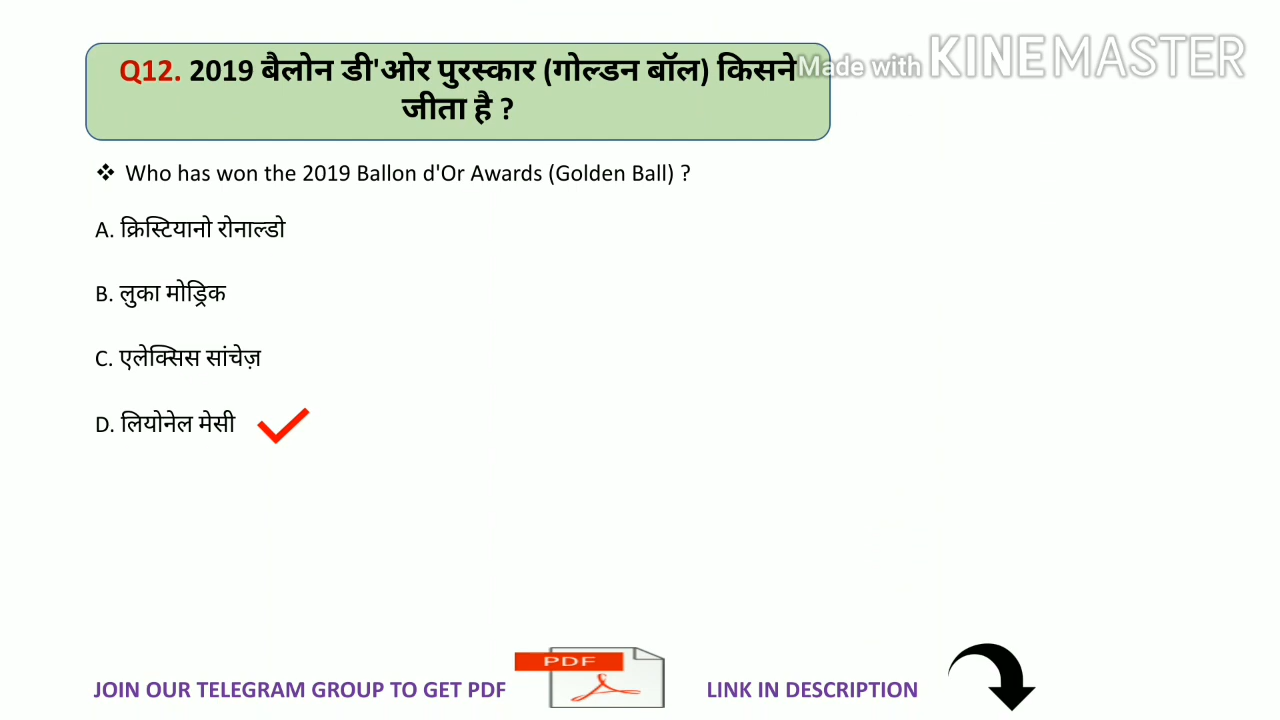 Q12. 2019 बैलोन डी'ओर पुरस्कार (गोल्डन बॉल) किसने
जीता है ?
Made with KINEMASTER
❖ Who has won the 2019 Ballon d'Or Awards (Golden Ball) ?
A. क्रिस्टियानो रोनाल्डो
B. लुका मोड्रिक
C. एलेक्सिस सांचेज़
D. लियोनेल मेसी
PDF
JOIN OUR TELEGRAM GROUP TO GET PDF
LINK IN DESCRIPTION